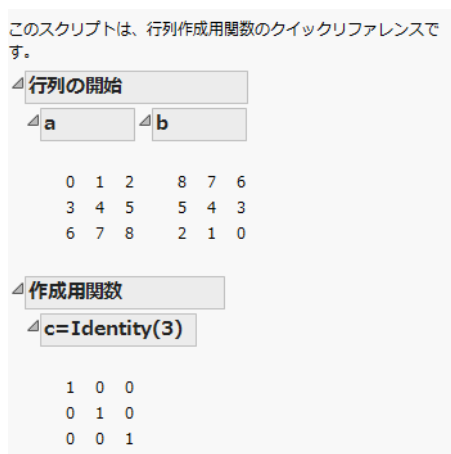 このスクリプトは、行列作成用関数のクイックリファレンスで
す。
行列の開始
a b
0 1 2 8 7 6
3 4 5 5 4 3
6 7 8 2 1 0
作成用関数
c=Identity(3)
1 0 0
0 1 0
0 0 1